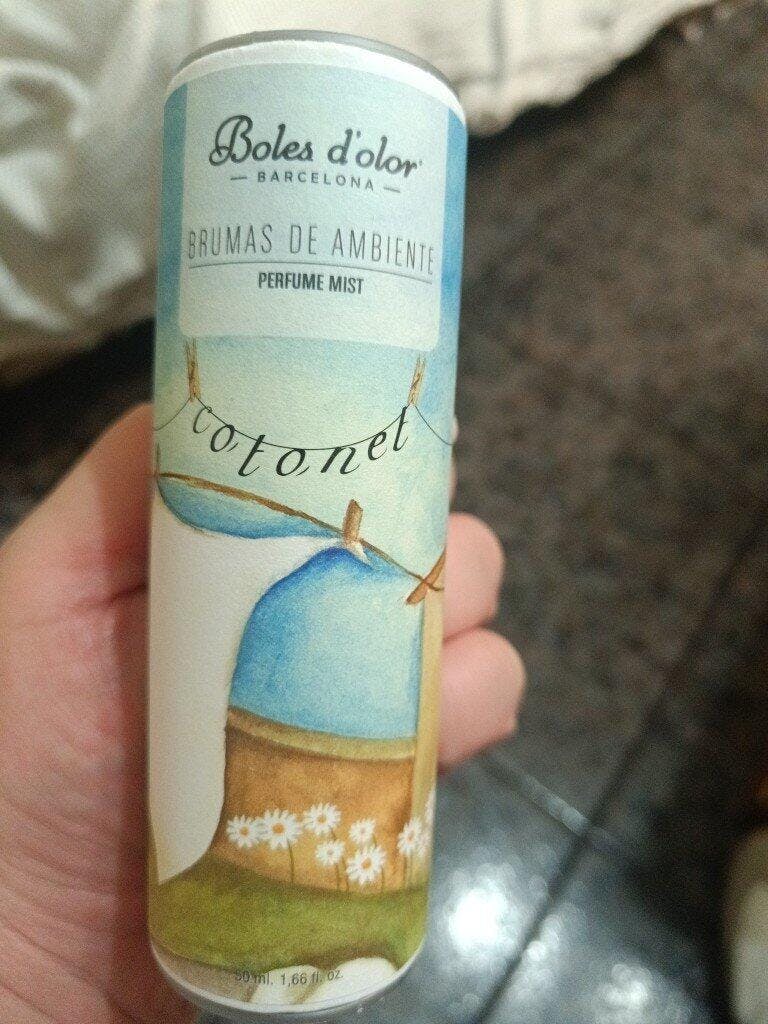 Boles d'olor
BARCELONA
BRUMAS DE AMBIENTE
PERFUME MIST
cotonet
50 ml. 1,66 fl. oz.